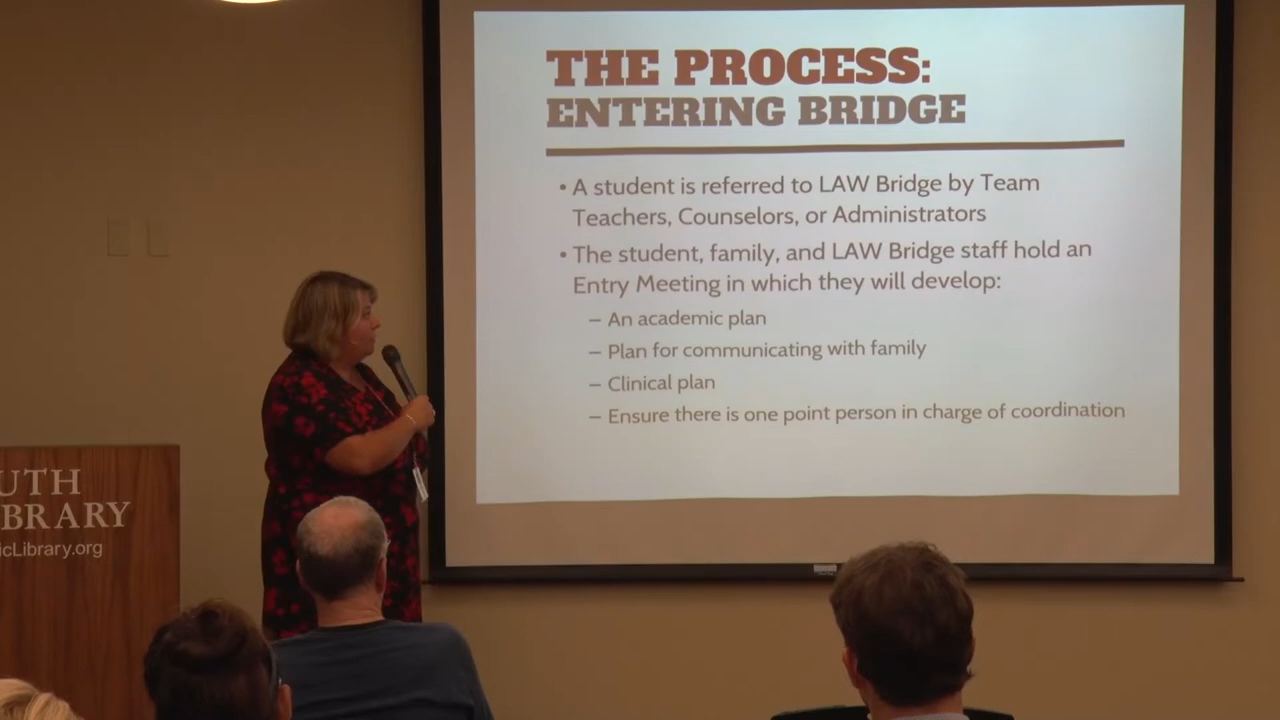 THE PROCESS:
ENTERING BRIDGE
• A student is referred to LAW Bridge by Team
Teachers, Counselors, or Administrators
• The student, family, and LAW Bridge staff hold an
Entry Meeting in which they will develop:
– An academic plan
– Plan for communicating with family
– Clinical plan
– Ensure there is one point person in charge of coordination
UTH
BRARY
icLibrary.org